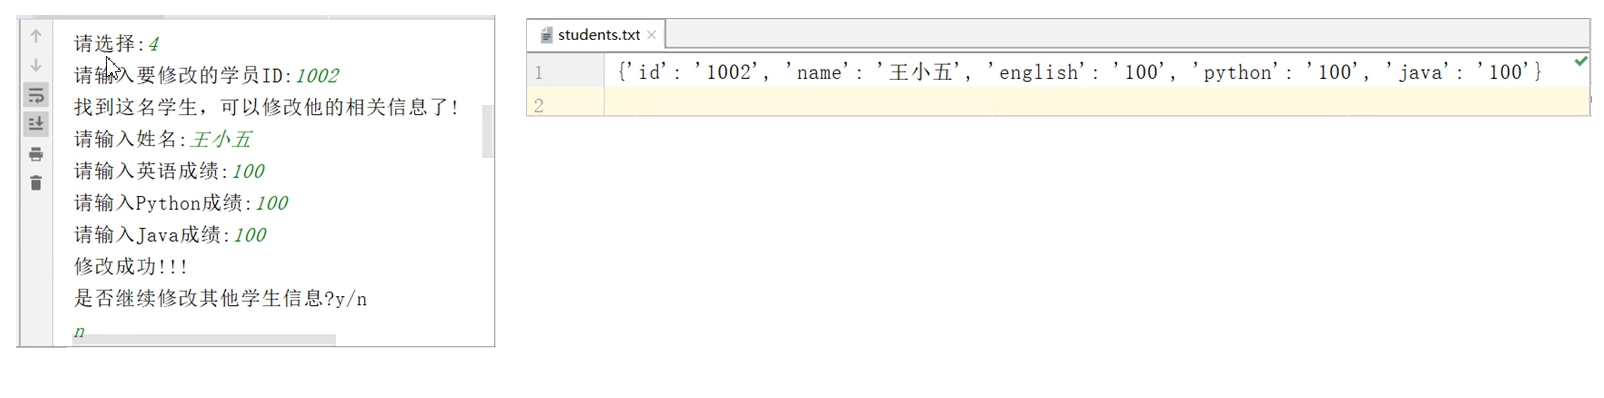 请选择:4
请输入要修改的学员ID:1002
找到这名学生，可以修改他的相关信息了!
请输入姓名:王小五
请输入英语成绩:100
请输入Python成绩:100
请输入Java成绩:100
修改成功!!!
是否继续修改其他学生信息?y/n
n
students.txt
1 {'id': '1002', 'name': '王小五', 'english': '100', 'python': '100', 'java': '100'}
2